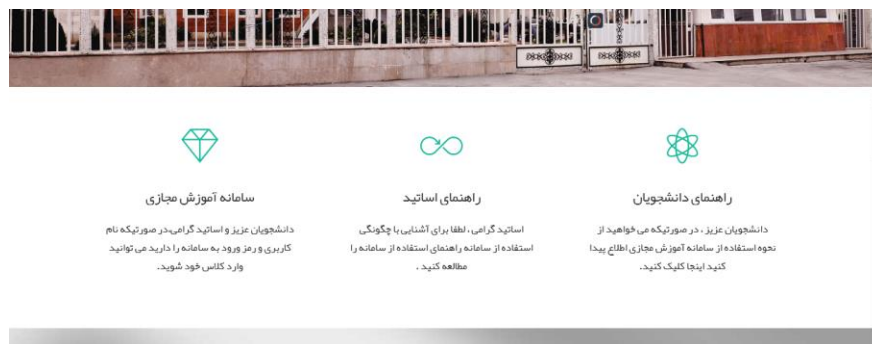 راهنمای دانشجویان
دانشجویان عزیز ، در صورتیکه می خواهید از
نحوه استفاده از سامانه آموزش مجازی اطلاع پیدا
کنید اینجا کلیک کنید.
راهنمای اساتید
اساتید گرامی ، لطفا برای آشنایی با چگونگی
استفاده از سامانه راهنمای استفاده از سامانه را
مطالعه کنید .
سامانه آموزش مجازی
دانشجویان عزیز و اساتید گرامی،در صورتیکه نام
کاربری و رمز ورود به سامانه را دارید می توانید
وارد کلاس خود شوید.